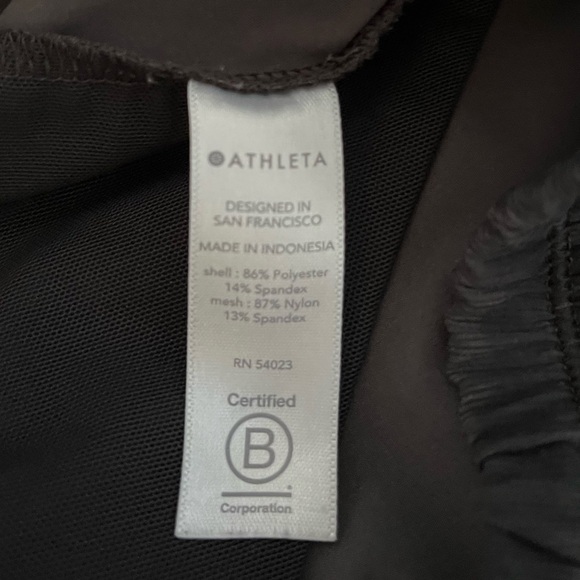 ATHLETA
DESIGNED IN
SAN FRANCISCO
MADE IN INDONESIA
shell : 86% Polyester
14% Spandex
mesh : 87% Nylon
13% Spandex
RN 54023
Certified
B
Corporation